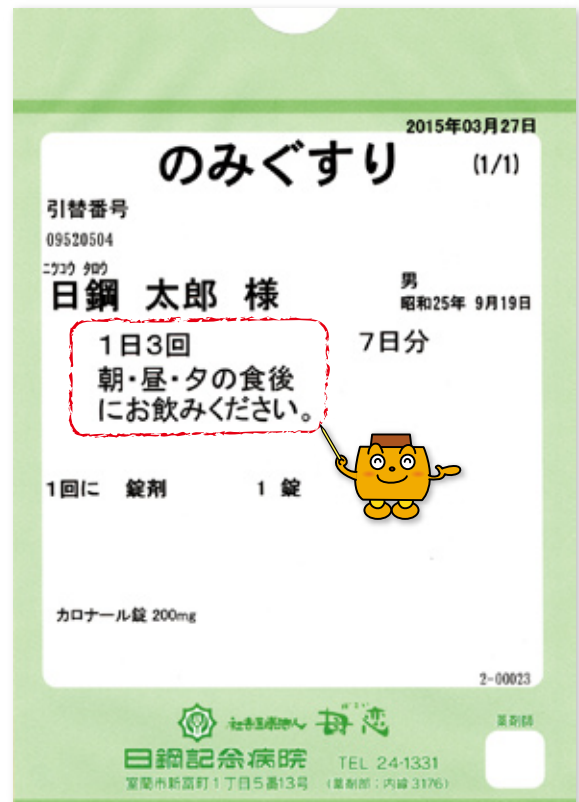 2015年03月27日
のみぐすり (1/1)
引替番号
09520504
ニッコウ タロウ
日鋼 太郎 様 男
昭和25年 9月19日
1日3回 7日分
朝・昼・夕の食後
にお飲みください。
1回に 錠剤 1 錠
カロナール錠 200mg
2-00023
社会医療法人 母恋
ぼこい
日鋼記念病院 TEL 24-1331
室蘭市新富町1丁目5番13号 (薬剤部:内線3176)
薬剤師